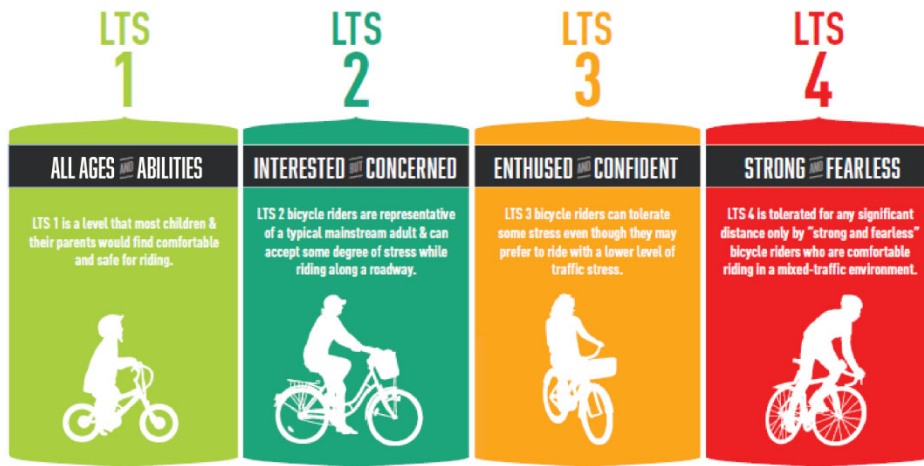 LTS
1
ALL AGES AND ABILITIES
LTS 1 is a level that most children &
their parents would find comfortable
and safe for riding.
LTS
2
INTERESTED BUT CONCERNED
LTS 2 bicycle riders are representative
of a typical mainstream adult & can
accept some degree of stress while
riding along a roadway.
LTS
3
ENTHUSED AND CONFIDENT
LTS 3 bicycle riders can tolerate
some stress even though they may
prefer to ride with a lower level of
traffic stress.
LTS
4
STRONG AND FEARLESS
LTS 4 is tolerated for any significant
distance only by “strong and fearless”
bicycle riders who are comfortable
riding in a mixed-traffic environment.